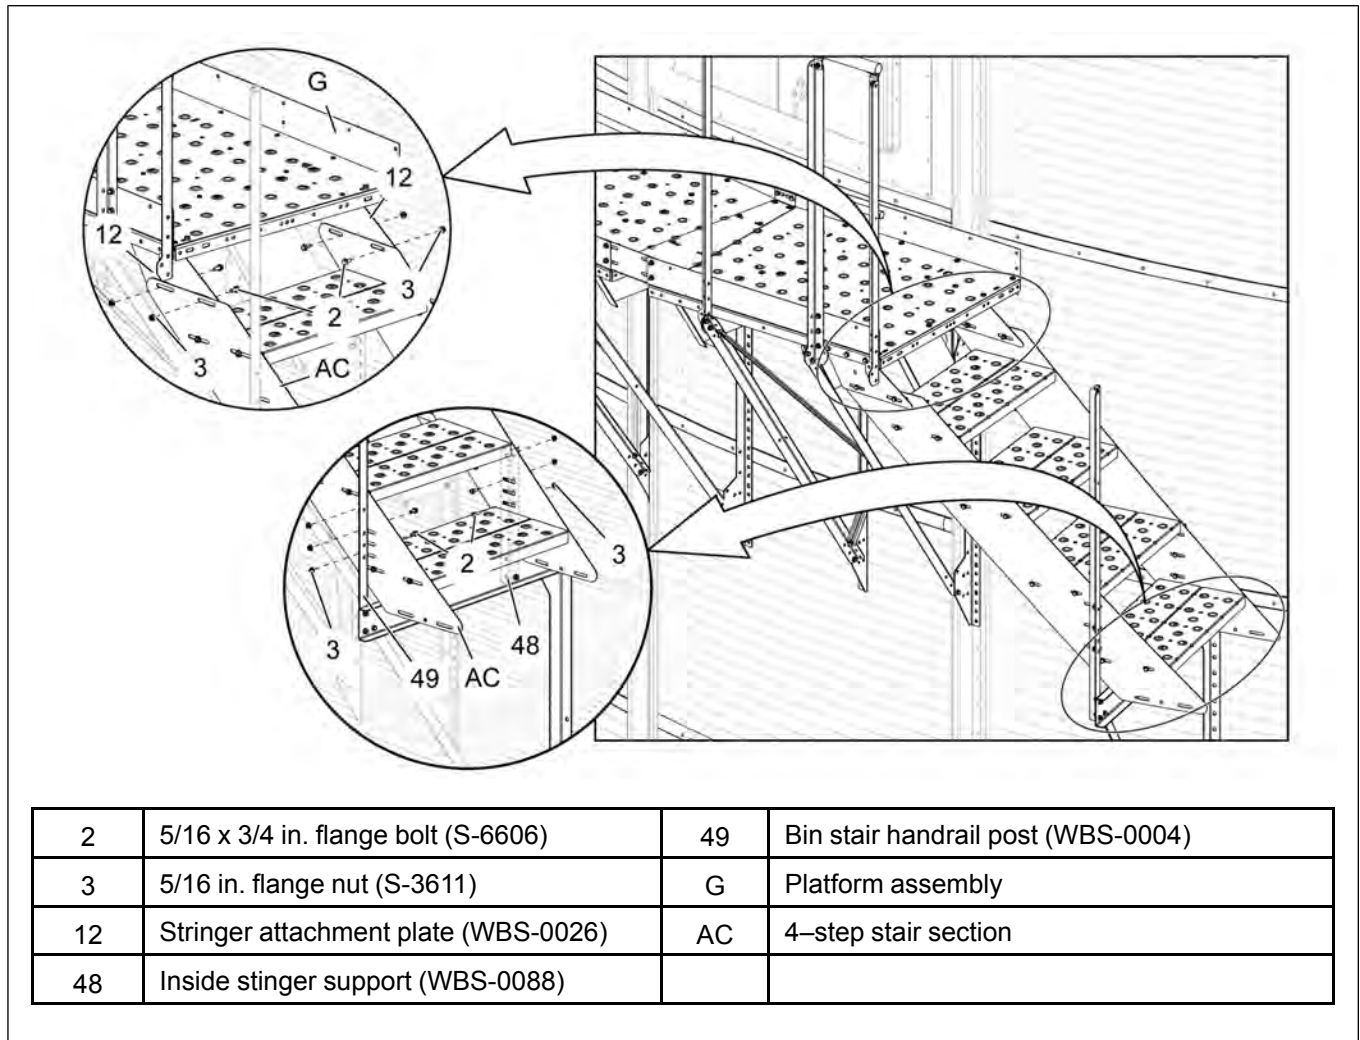 G
12
12
3
2
3
AC
2
3
48
3
49 AC
2 5/16 x 3/4 in. flange bolt (S-6606) 49 Bin stair handrail post (WBS-0004)
3 5/16 in. flange nut (S-3611) G Platform assembly
12 Stringer attachment plate (WBS-0026) AC 4–step stair section
48 Inside stinger support (WBS-0088)